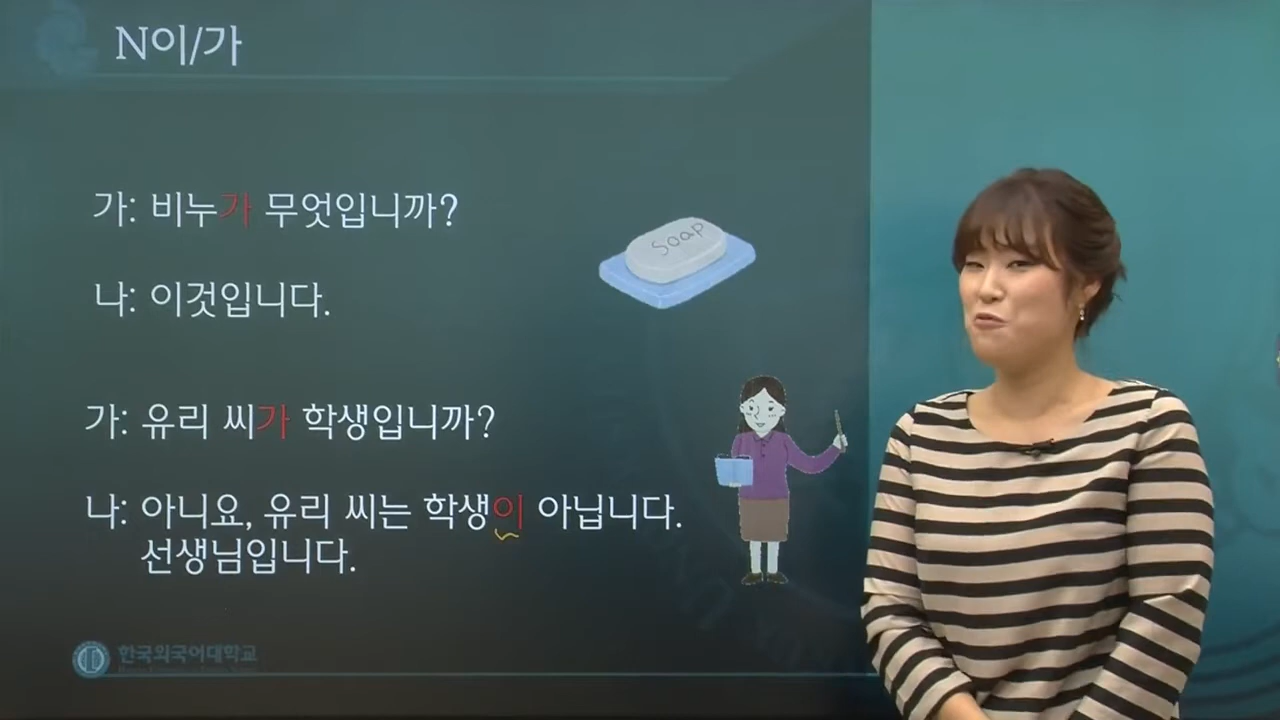 N이/가
가: 비누가 무엇입니까?
soap
나: 이것입니다.
가: 유리 씨가 학생입니까?
나: 아니요, 유리 씨는 학생이 아닙니다.
선생님입니다.
한국외국어대학교